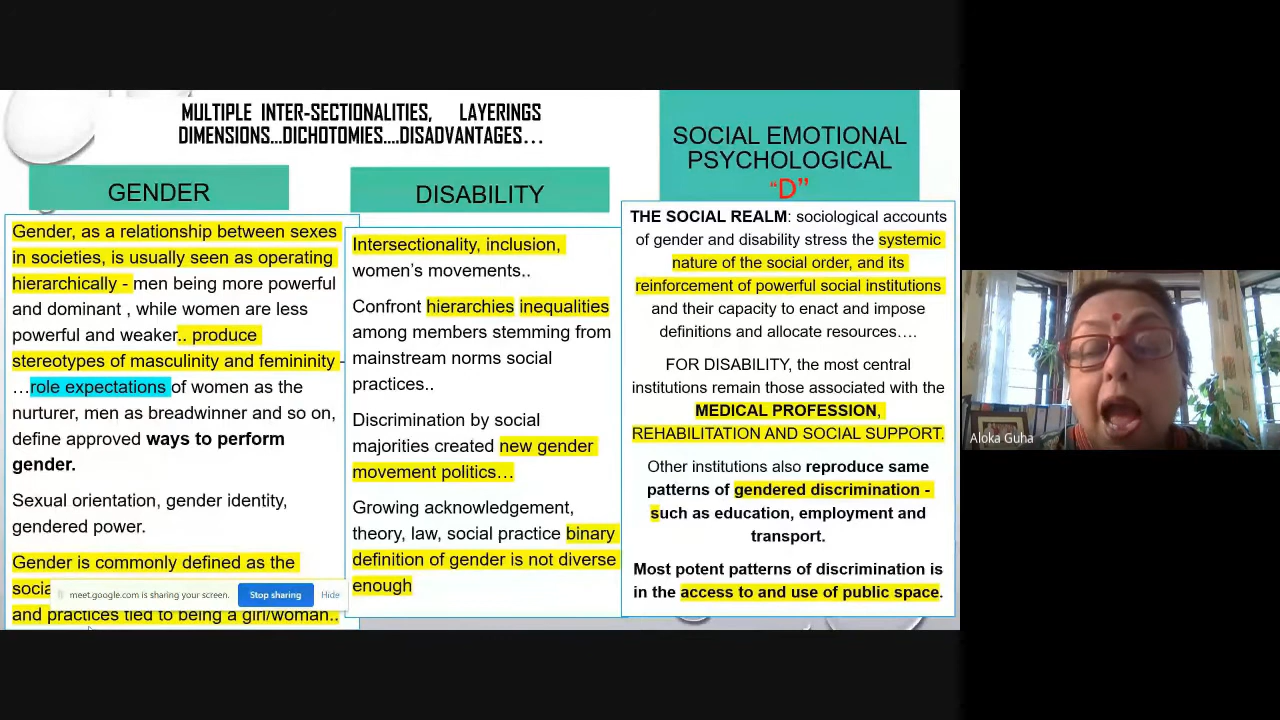 MULTIPLE INTER-SECTIONALITIES, LAYERINGS
DIMENSIONS...DICHOTOMIES....DISADVANTAGES...
GENDER
Gender, as a relationship between sexes
in societies, is usually seen as operating
hierarchically - men being more powerful
and dominant , while women are less
powerful and weaker.. produce
stereotypes of masculinity and femininity -
...role expectations of women as the
nurturer, men as breadwinner and so on,
define approved ways to perform
gender.
Sexual orientation, gender identity,
gendered power.
Gender is commonly defined as the
and practices tied to being a girl/woman..
meet.google.com is sharing your screen.
Stop sharing
Hide
DISABILITY
Intersectionality, inclusion,
women's movements..
Confront hierarchies inequalities
among members stemming from
mainstream norms social
practices..
Discrimination by social
majorities created new gender
movement politics...
Growing acknowledgement,
theory, law, social practice binary
definition of gender is not diverse
enough
SOCIAL EMOTIONAL
PSYCHOLOGICAL
“D”
THE SOCIAL REALM: sociological accounts
of gender and disability stress the systemic
nature of the social order, and its
reinforcement of powerful social institutions
and their capacity to enact and impose
definitions and allocate resources....
FOR DISABILITY, the most central
institutions remain those associated with the
MEDICAL PROFESSION,
REHABILITATION AND SOCIAL SUPPORT.
Other institutions also reproduce same
patterns of gendered discrimination -
such as education, employment and
transport.
Most potent patterns of discrimination is
in the access to and use of public space.
Aloka Guha